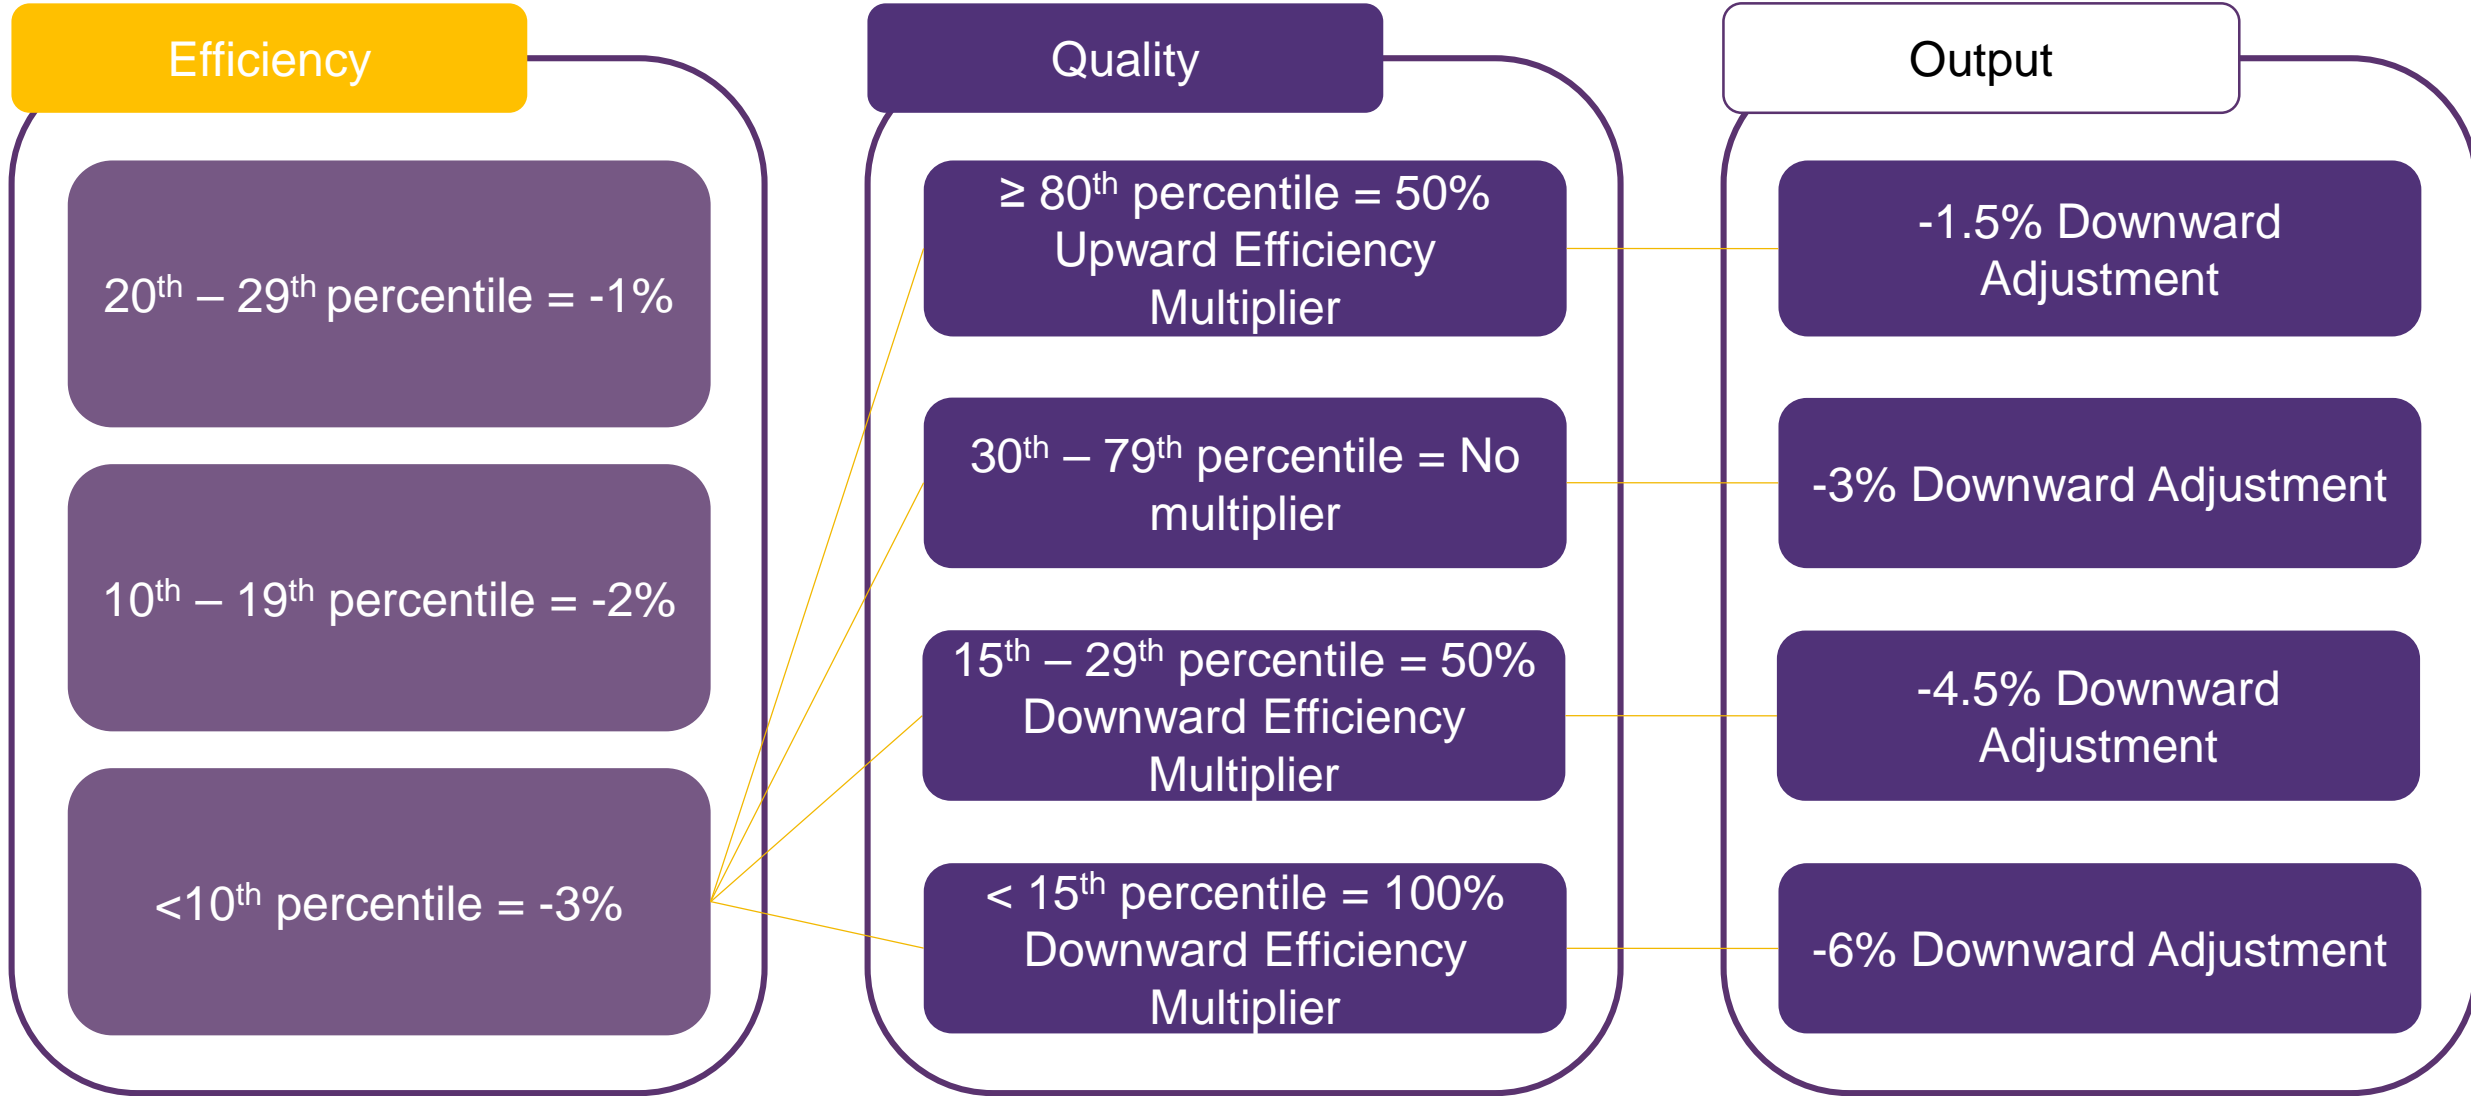 Efficiency
20th – 29th percentile = -1%
10th – 19th percentile = -2%
<10th percentile = -3%
Quality
≥ 80th percentile = 50%
Upward Efficiency
Multiplier
30th – 79th percentile = No
multiplier
15th – 29th percentile = 50%
Downward Efficiency
Multiplier
< 15th percentile = 100%
Downward Efficiency
Multiplier
Output
-1.5% Downward
Adjustment
-3% Downward Adjustment
-4.5% Downward
Adjustment
-6% Downward Adjustment